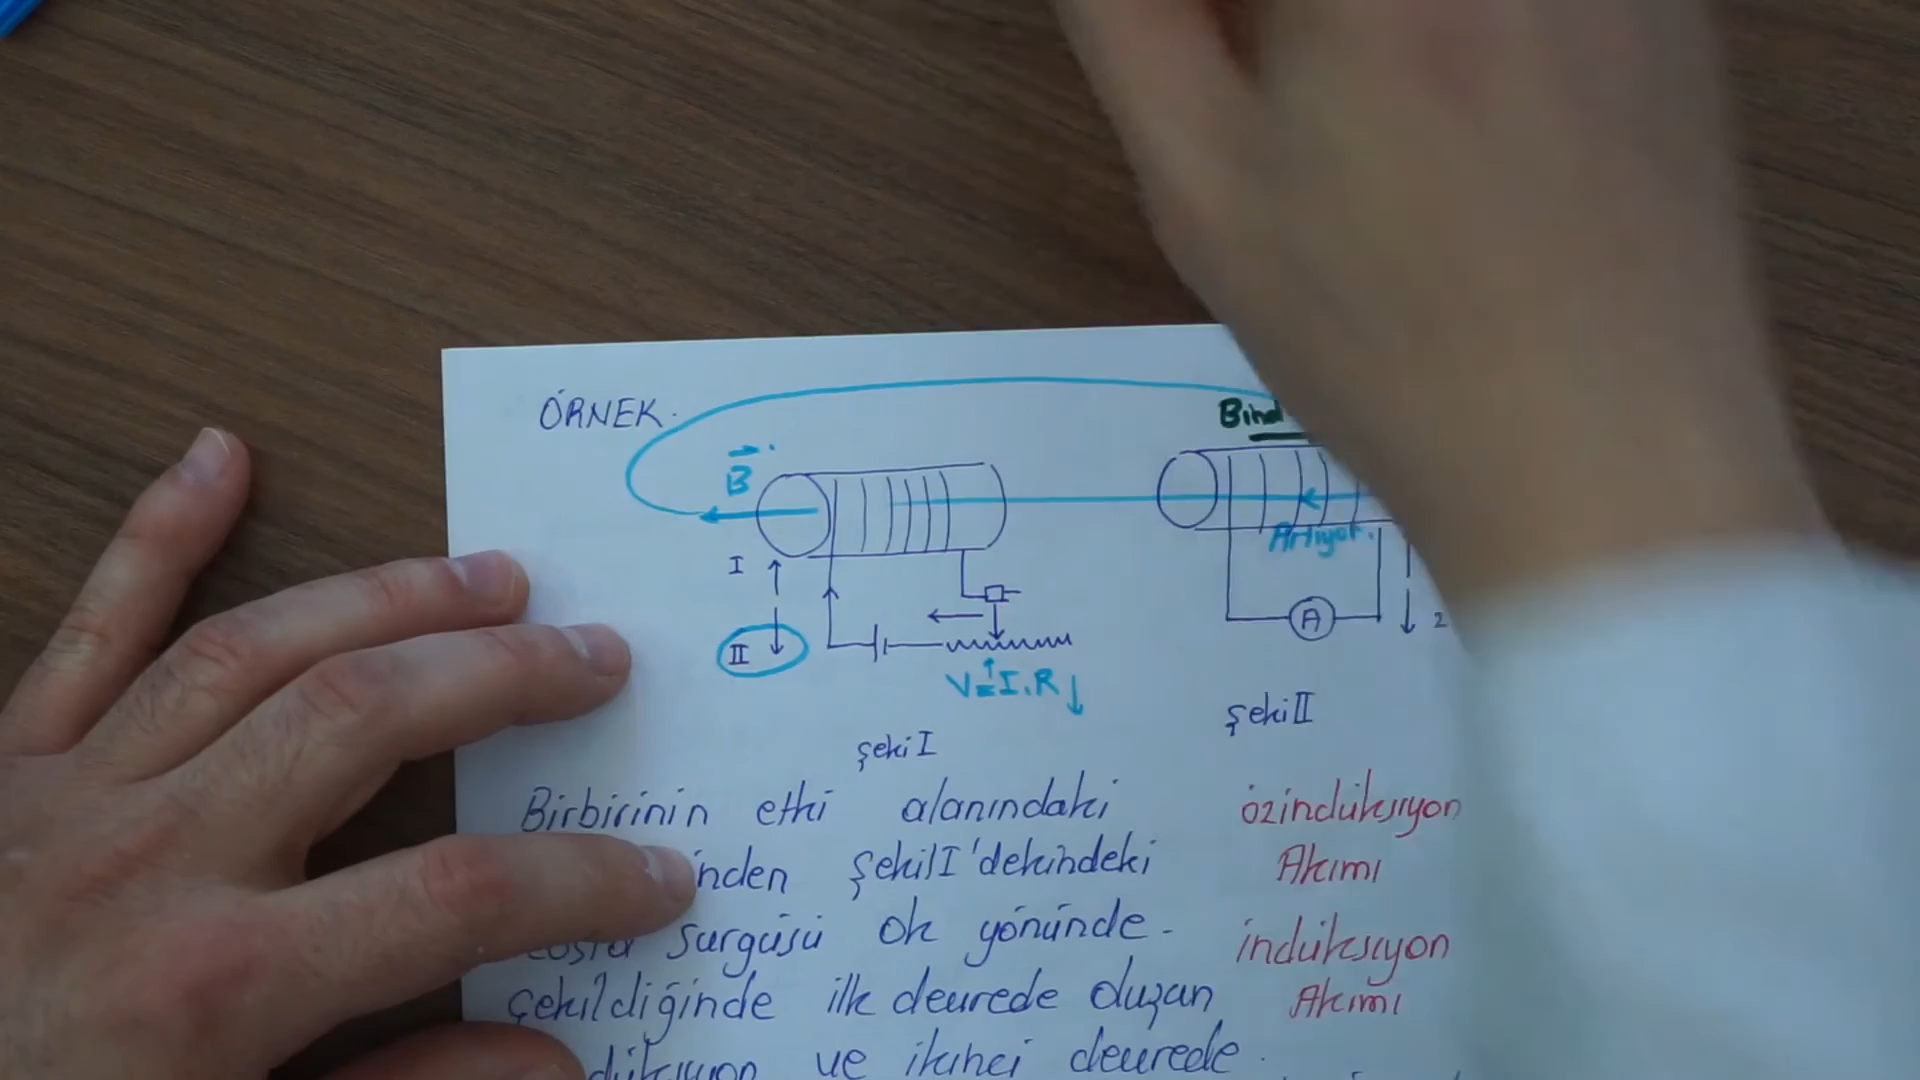 ÖRNEK.
B
I
II
V=I.R
Artıyor.
A
2
Şekil I
Şekil II
Birbirinin etki alanındaki
Şekil I'dekindeki
sürgüsü ok yönünde
çekildiğinde ilk devrede
ve ikinci devrede
özindüksiyon
Akımı
indüksiyon
Akımı